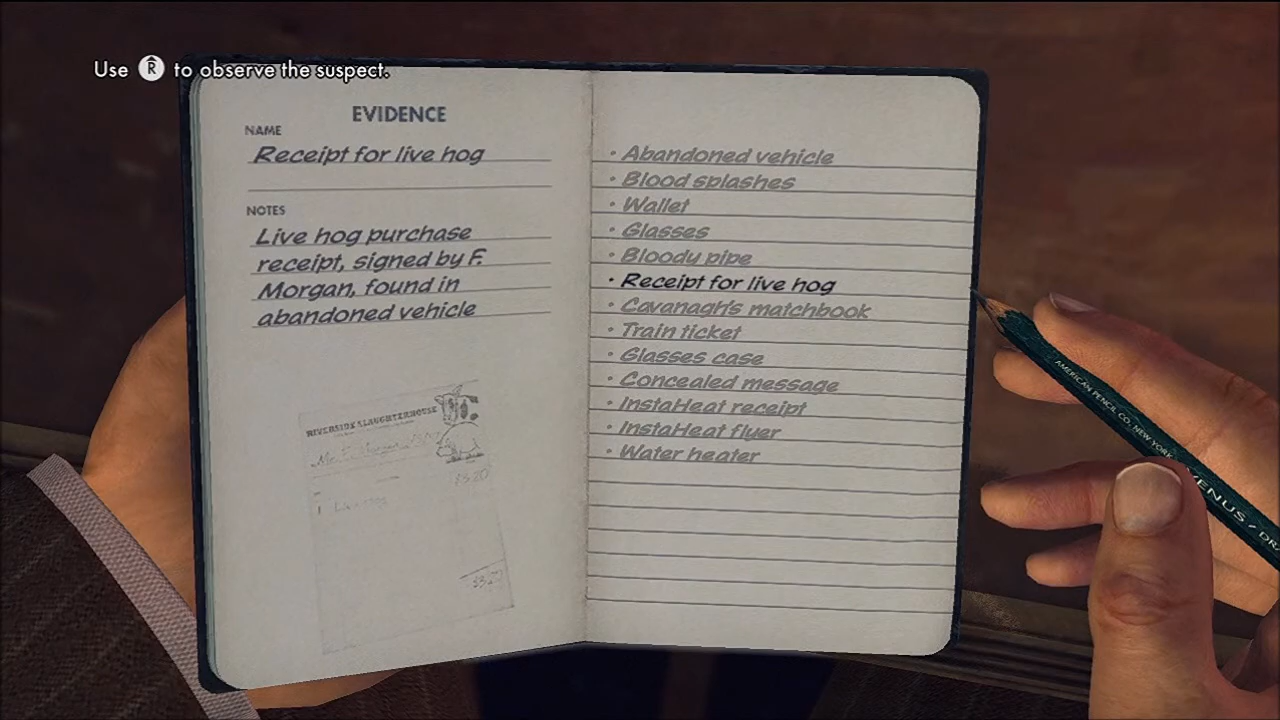 Use R to observe the suspect.
EVIDENCE
NAME
Receipt for live hog
NOTES
Live hog purchase
receipt, signed by F.
Morgan, found in
abandoned vehicle
RIVERSIDE SLAUGHTERHOUSE
• Abandoned vehicle
• Blood splashes
• Wallet
• Glasses
• Bloody pipe
• Receipt for live hog
• Cavanagh's matchbook
• Train ticket
• Glasses case
• Concealed message
• InstaHeat receipt
• InstaHeat flyer
• Water heater
AMERICAN PENCIL CO. NEW YORK
VENUS / DRA